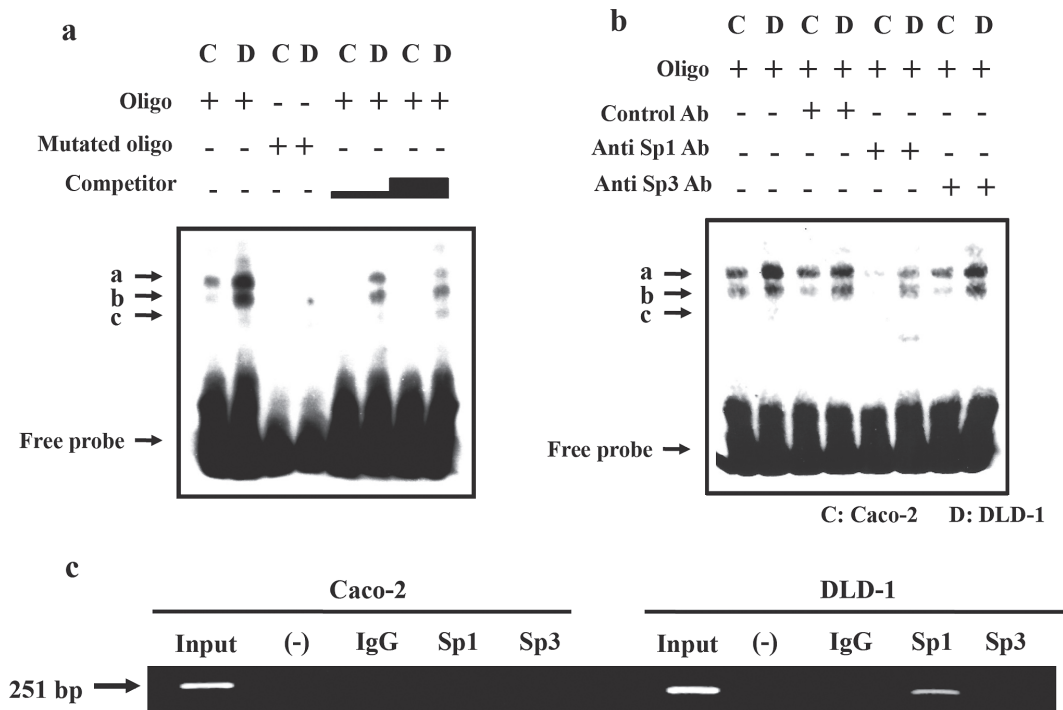 a
C D C D C D C D
Oligo + + - - + + + +
Mutated oligo - - + + - - - -
Competitor - - - -
a
b
c
Free probe
b
C D C D C D C D
Oligo + + + + + + + +
Control Ab - - + + - - - -
Anti Sp1 Ab - - - - + + - -
Anti Sp3 Ab - - - - - - + +
a
b
c
Free probe
C: Caco-2 D: DLD-1
c
Caco-2 DLD-1
Input (-) IgG Sp1 Sp3 Input (-) IgG Sp1 Sp3
251 bp